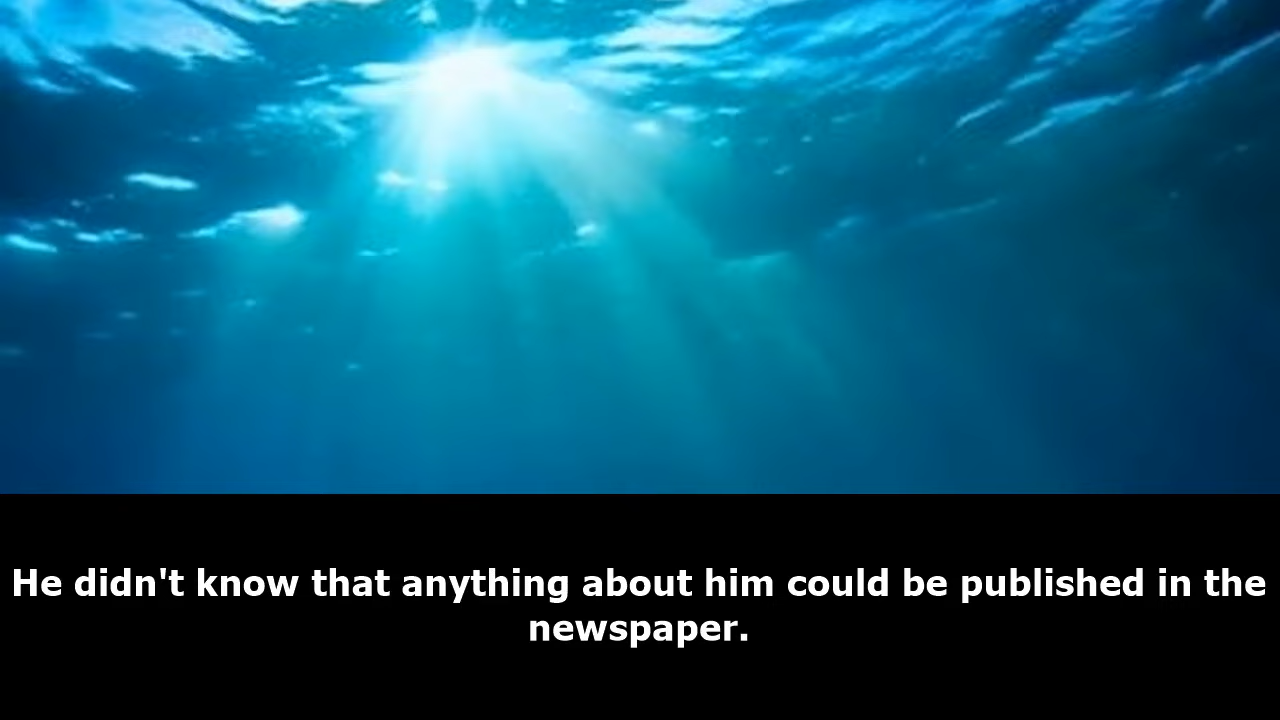 He didn't know that anything about him could be published in the
newspaper.